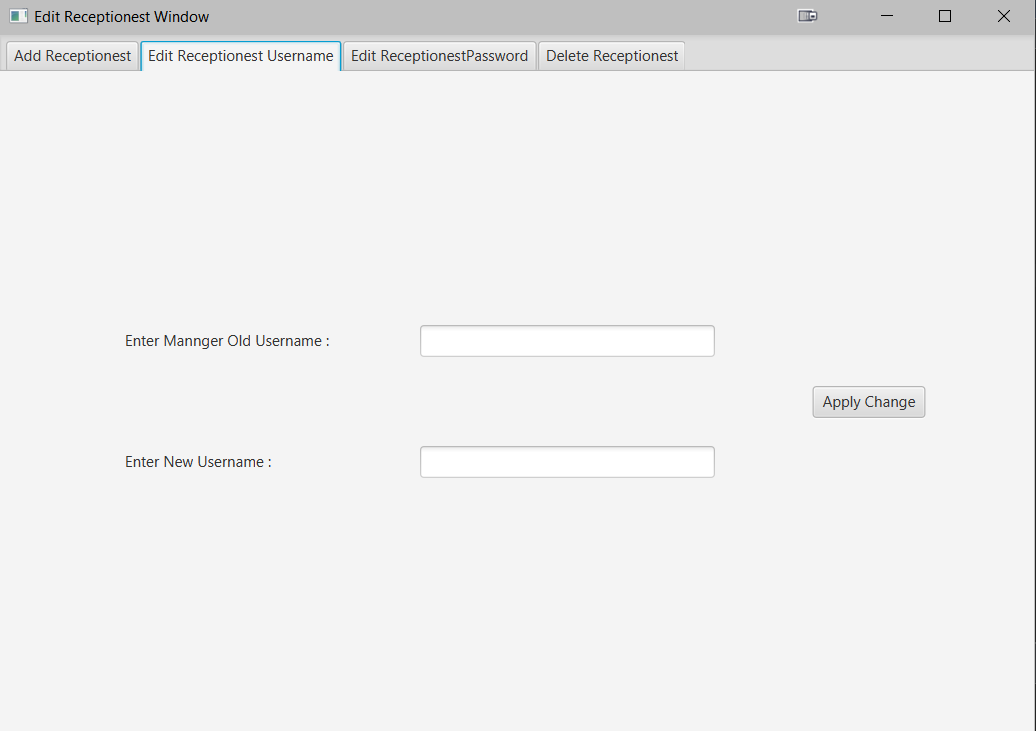 Edit Receptionest Window
Add Receptionest Edit Receptionest Username Edit ReceptionestPassword Delete Receptionest
Enter Mannger Old Username :
Apply Change
Enter New Username :